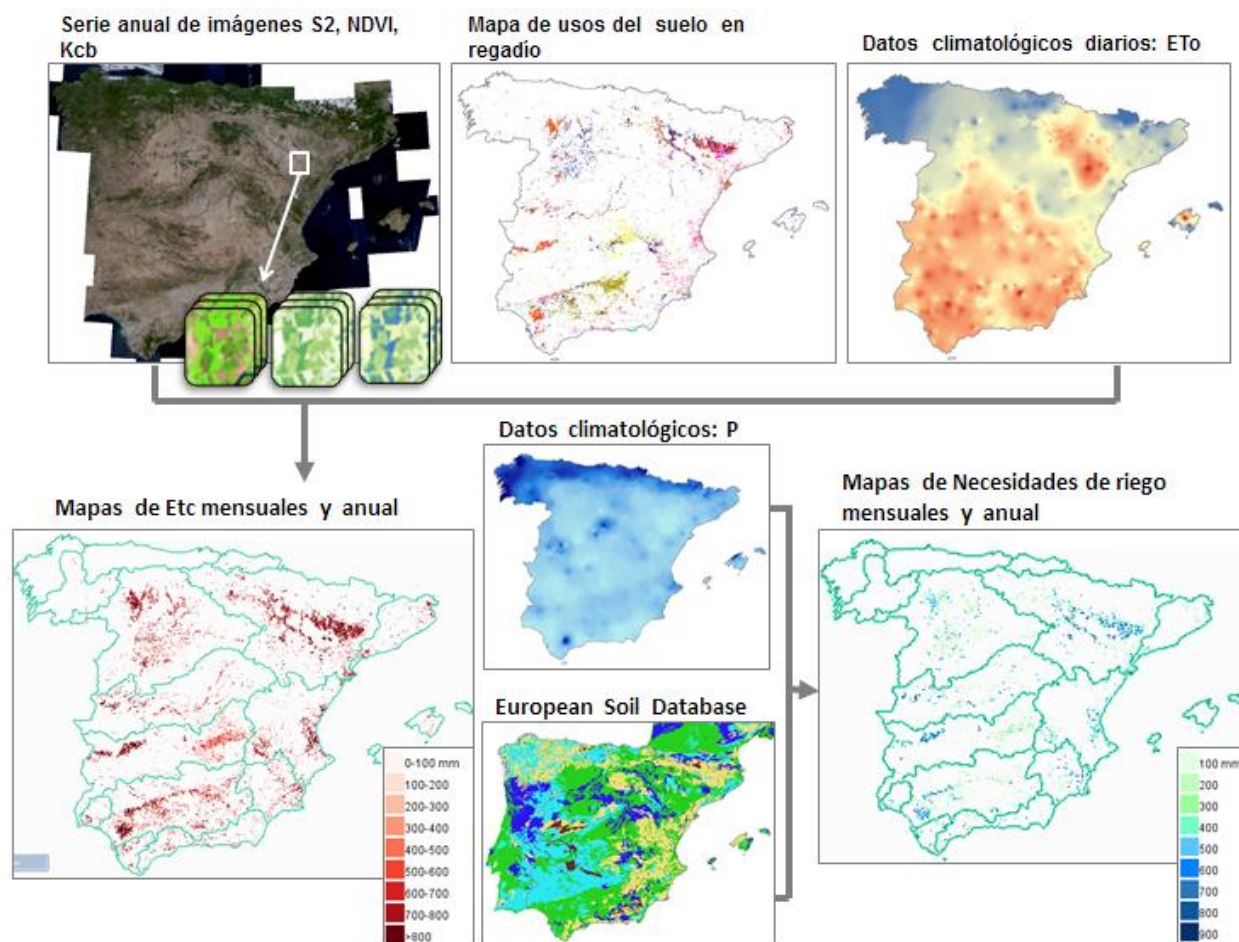 Serie anual de imágenes S2, NDVI,
Kcb
Mapa de usos del suelo en
regadío
Datos climatológicos diarios: ETo
Datos climatológicos: P
Mapas de Etc mensuales y anual
Mapas de Necesidades de riego
mensuales y anual
European Soil Database
0-100 mm
100-200
200-300
300-400
400-500
500-600
600-700
700-800
>800
100 mm
200
300
400
500
600
700
800
900